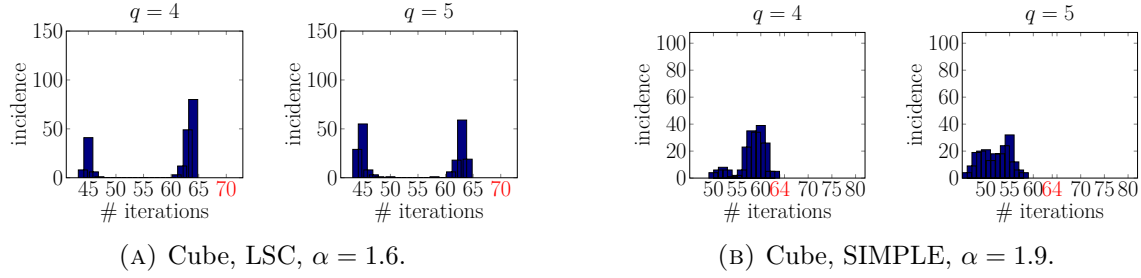 q = 4
150
100
50
0
incidence
45 50 55 60 65 70
# iterations
q = 5
150
100
50
0
incidence
45 50 55 60 65 70
# iterations
(A) Cube, LSC, α = 1.6.
q = 4
100
80
60
40
20
0
incidence
50 55 60 64 70 75 80
# iterations
q = 5
100
80
60
40
20
0
incidence
50 55 60 64 70 75 80
# iterations
(B) Cube, SIMPLE, α = 1.9.